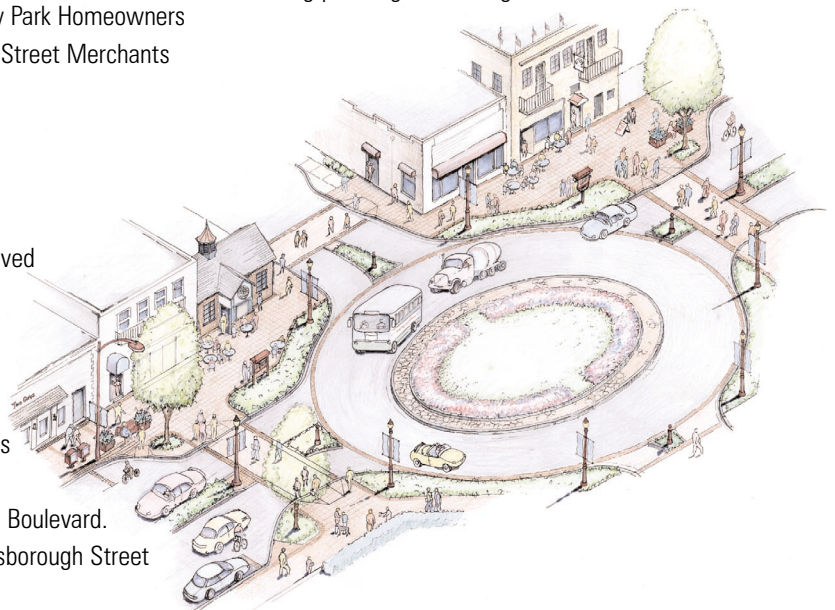 y Park Homeowners
Street Merchants
ved
s
Boulevard.
sborough Street